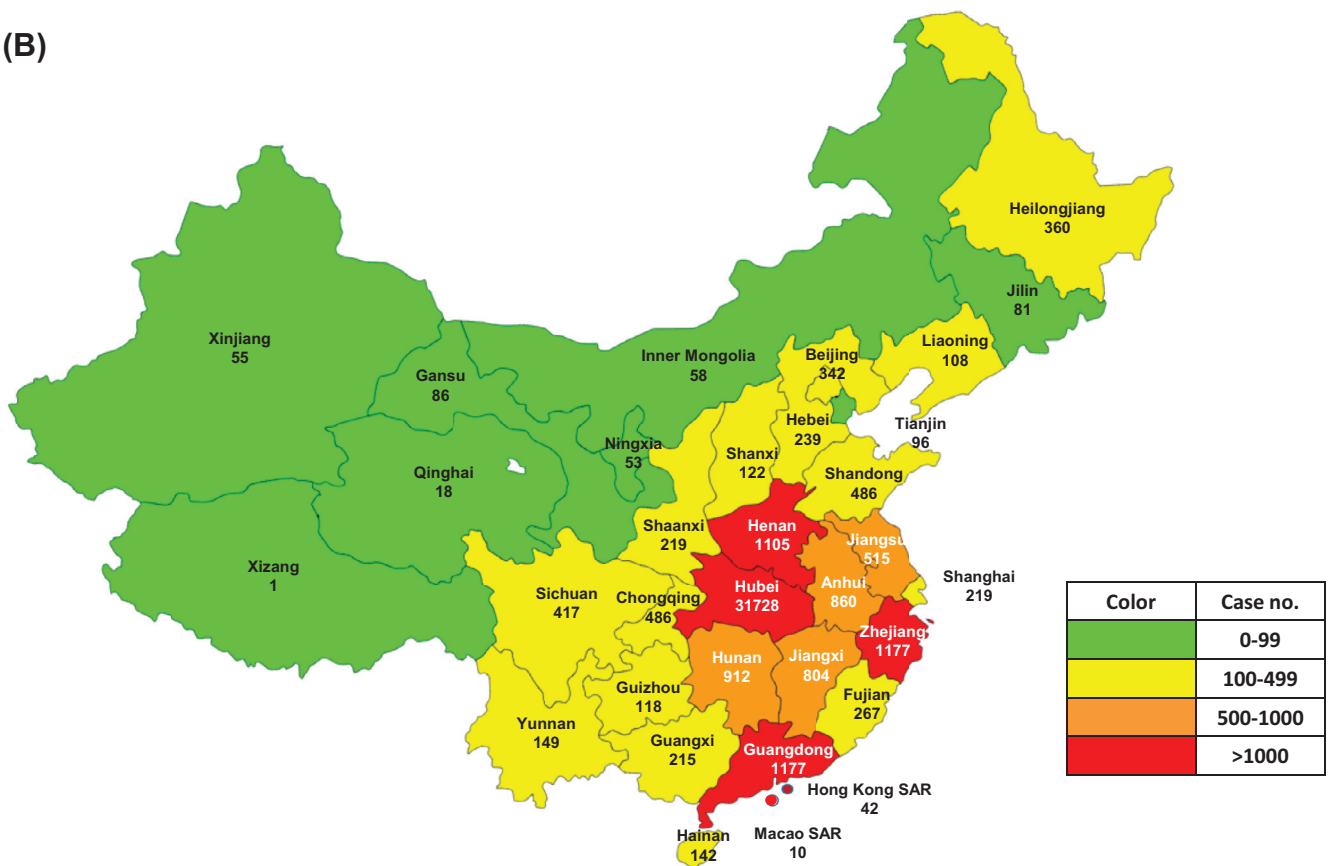 (B)
Heilongjiang
360
Jilin
81
Liaoning
108
Xinjiang
55
Gansu
86
Inner Mongolia
58
Beijing
342
Tianjin
96
Hebei
239
Ningxia
53
Shanxi
122
Shandong
486
Qinghai
18
Shaanxi
219
Henan
1105
Jiangsu
515
Xizang
1
Sichuan
417
Chongqing
486
Hubei
31728
Anhui
860
Shanghai
219
Zhejiang
1177
Hunan
912
Jiangxi
804
Guizhou
118
Fujian
267
Yunnan
149
Guangxi
215
Guangdong
1177
Hong Kong SAR
42
Macao SAR
10
Hainan
142
Color Case no.
0-99
100-499
500-1000
>1000